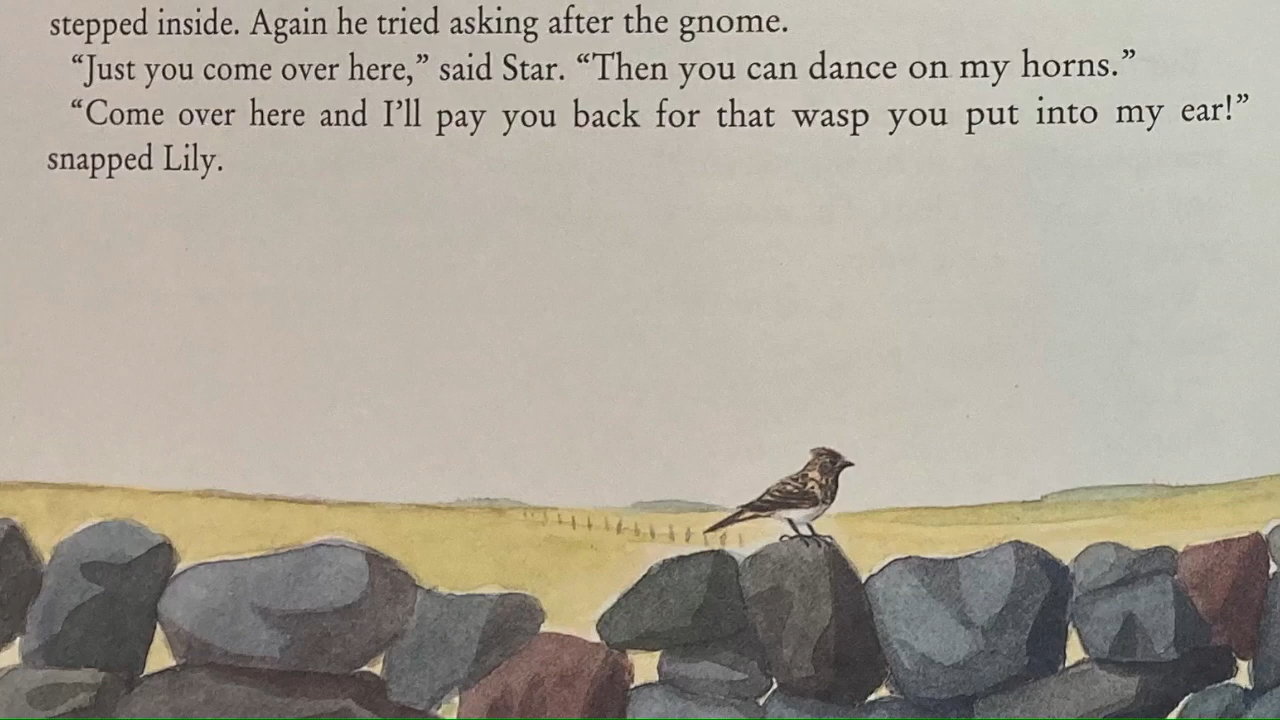 stepped inside. Again he tried asking after the gnome.
“Just you come over here,” said Star. “Then you can dance on my horns.”
“Come over here and I’ll pay you back for that wasp you put into my ear!”
snapped Lily.